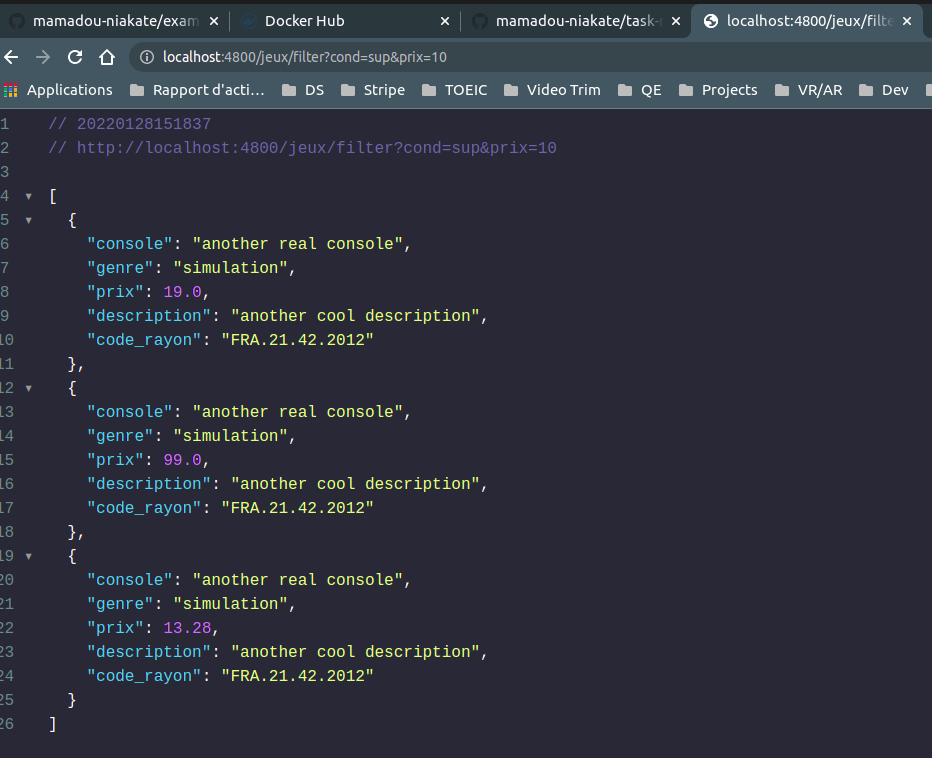 mamadou-niakate/exam
Docker Hub
mamadou-niakate/task-
localhost:4800/jeux/filte
localhost:4800/jeux/filter?cond=sup&prix=10
Applications Rapport d'acti... DS Stripe TOEIC Video Trim QE Projects VR/AR Dev
1 // 20220128151837
2 // http://localhost:4800/jeux/filter?cond=sup&prix=10
3
4 [
5 {
6 "console": "another real console",
7 "genre": "simulation",
8 "prix": 19.0,
9 "description": "another cool description",
10 "code_rayon": "FRA.21.42.2012"
11 },
12 {
13 "console": "another real console",
14 "genre": "simulation",
15 "prix": 99.0,
16 "description": "another cool description",
17 "code_rayon": "FRA.21.42.2012"
18 },
19 {
20 "console": "another real console",
21 "genre": "simulation",
22 "prix": 13.28,
23 "description": "another cool description",
24 "code_rayon": "FRA.21.42.2012"
25 }
26 ]